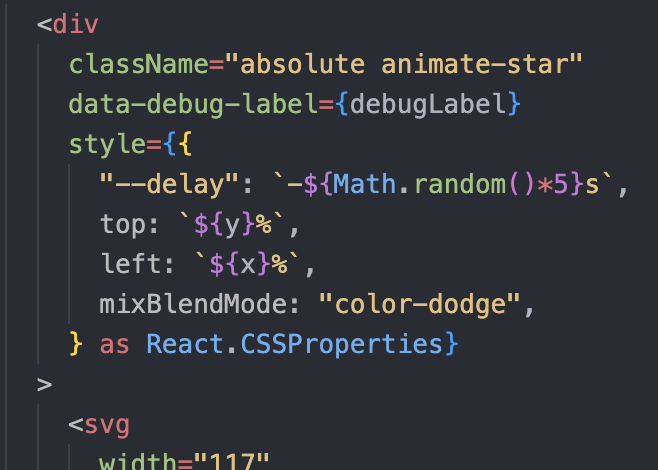 <div
className="absolute animate-star"
data-debug-label={debugLabel}
style={{
"--delay": `-${Math.random()*5}s`,
top: `${y}%`,
left: `${x}%`,
mixBlendMode: "color-dodge",
} as React.CSSProperties}
>
<svg
width="117"